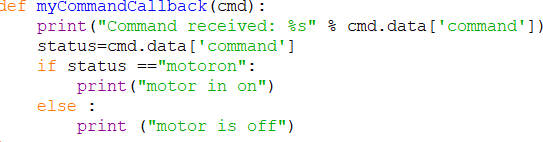 def myCommandCallback(cmd):
    print("Command received: %s" % cmd.data['command'])
    status=cmd.data['command']
    if status =="motoron":
        print("motor in on")
    else :
        print ("motor is off")